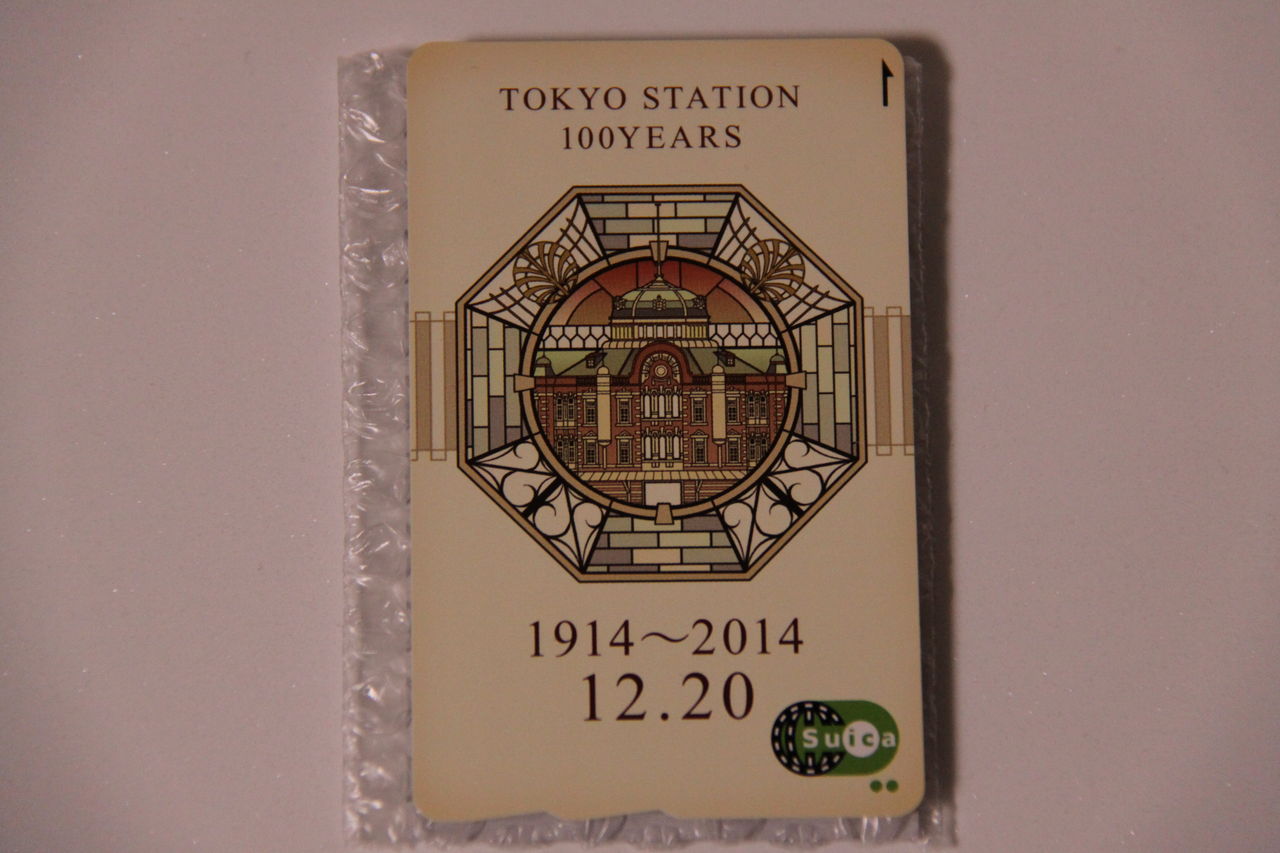 TOKYO STATION
100YEARS
1914～2014
12.20
Suica